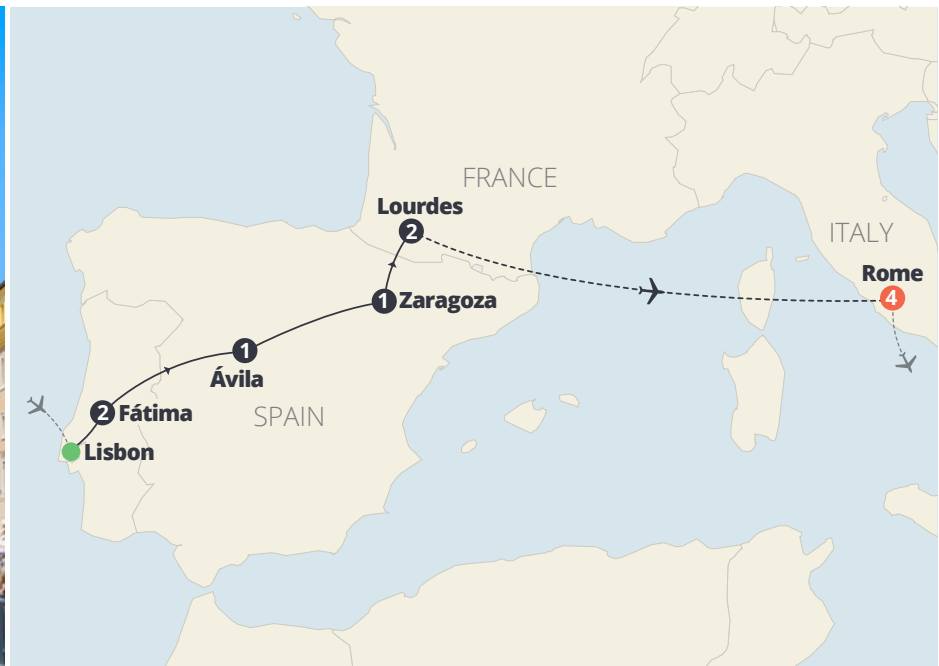 FRANCE
Lourdes
2
ITALY
Rome
4
1 Zaragoza
1
Ávila
2 Fátima
SPAIN
Lisbon